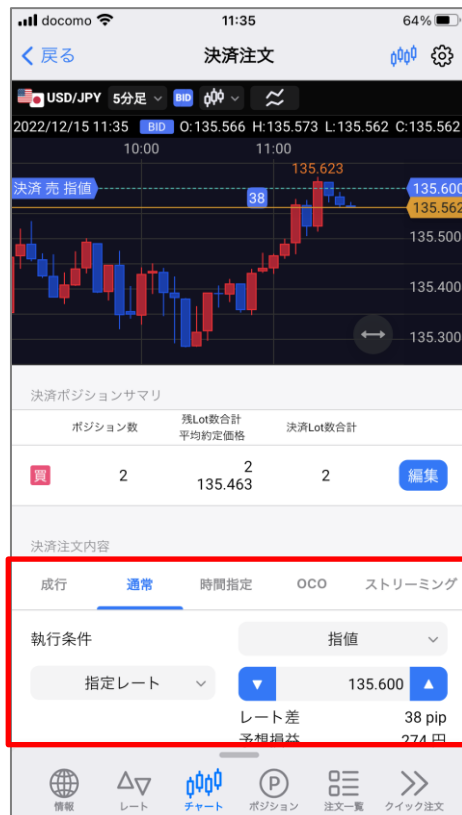 docomo 11:35 64%
戻る 決済注文
USD/JPY 5分足 BID
2022/12/15 11:35 BID O:135.566 H:135.573 L:135.562 C:135.562
10:00 11:00
135.623
決済 売 指値 38 135.600
135.562
135.500
135.400
135.300
決済ポジションサマリ
ポジション数 残Lot数合計 決済Lot数合計
平均約定価格
買 2 2 2 編集
135.463
決済注文内容
成行 通常 時間指定 OCO ストリーミング
執行条件 指値
指定レート ▼ 135.600 ▲
レート差 38 pip
予想損益 274 円
P
情報 レート チャート ポジション 注文一覧 クイック注文